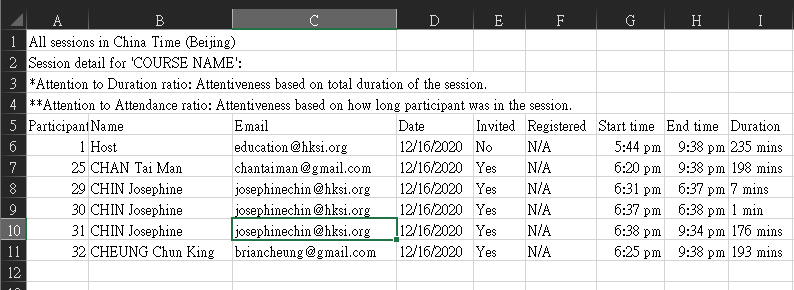 A B C D E F G H I
1 All sessions in China Time (Beijing)
2 Session detail for 'COURSE NAME':
3 *Attention to Duration ratio: Attentiveness based on total duration of the session.
4 **Attention to Attendance ratio: Attentiveness based on how long participant was in the session.
5 Participant Name Email Date Invited Registered Start time End time Duration
6 1 Host education@hksi.org 12/16/2020 No N/A 5:44 pm 9:38 pm 235 mins
7 25 CHAN Tai Man chantaiman@gmail.com 12/16/2020 Yes N/A 6:20 pm 9:38 pm 198 mins
8 29 CHIN Josephine josephinechin@hksi.org 12/16/2020 Yes N/A 6:31 pm 6:37 pm 7 mins
9 30 CHIN Josephine josephinechin@hksi.org 12/16/2020 Yes N/A 6:37 pm 6:38 pm 1 min
10 31 CHIN Josephine josephinechin@hksi.org 12/16/2020 Yes N/A 6:38 pm 9:34 pm 176 mins
11 32 CHEUNG Chun King briancheung@gmail.com 12/16/2020 Yes N/A 6:25 pm 9:38 pm 193 mins
12